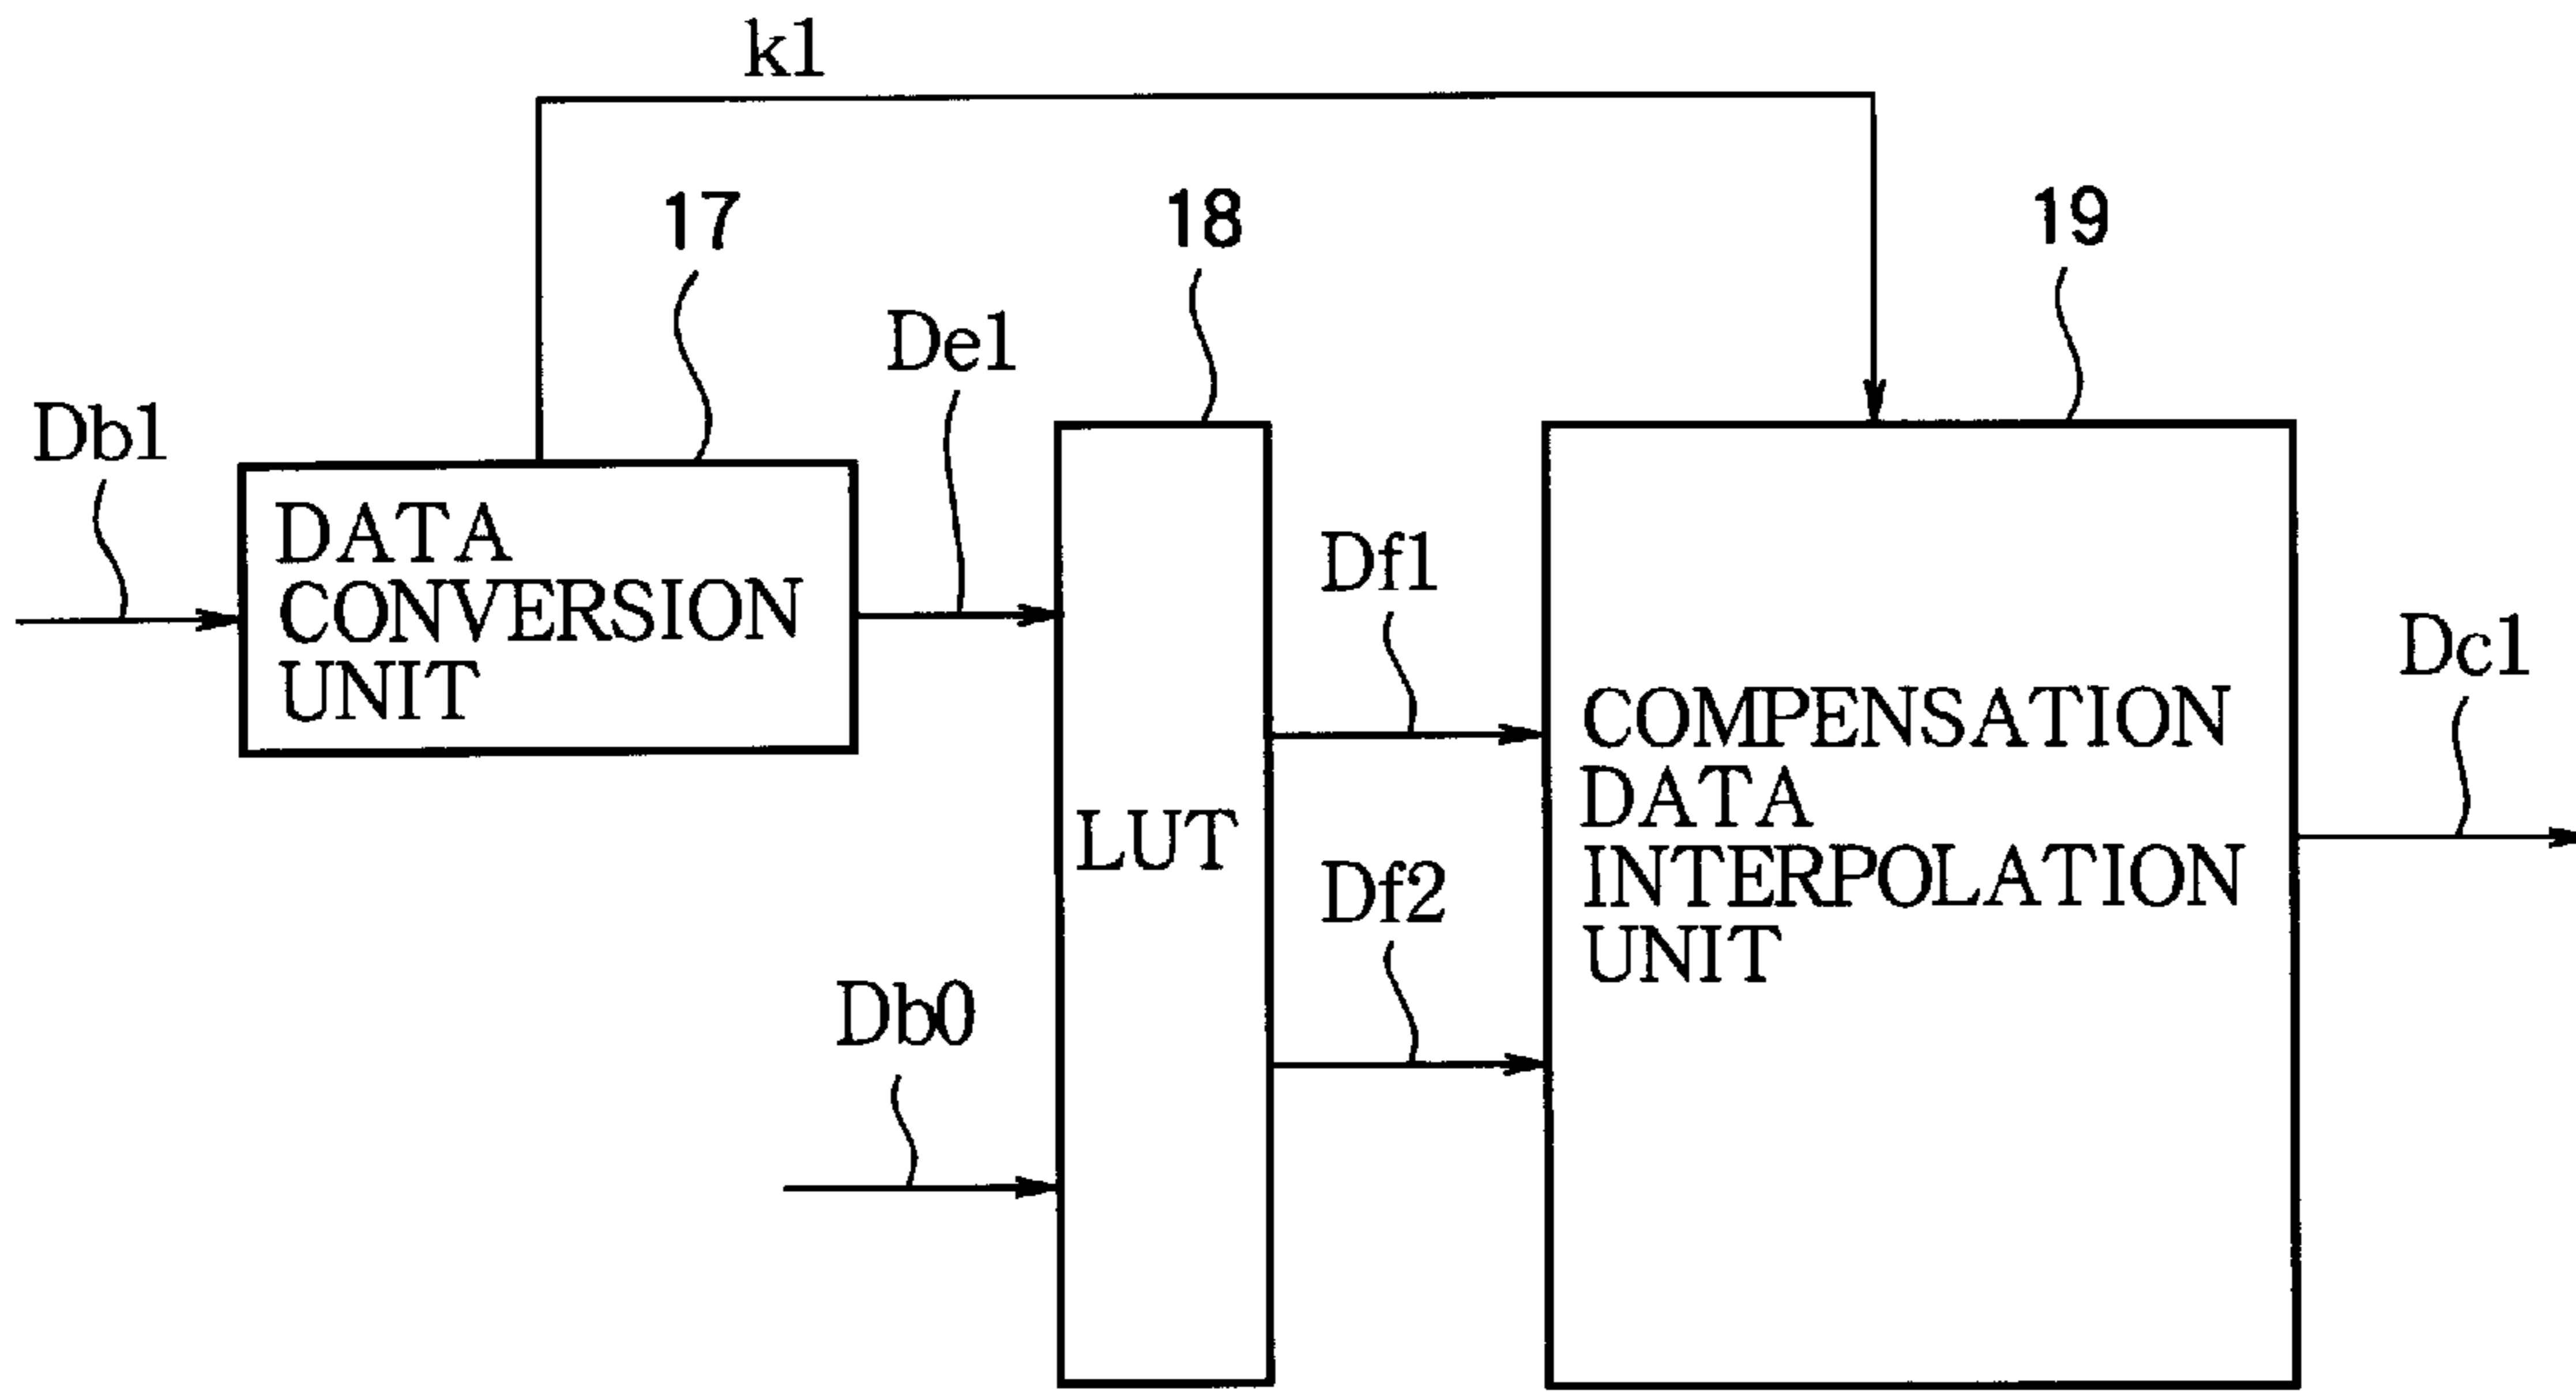 k1
17
18
19
De1
Db1
DATA
CONVERSION
UNIT
Df1
Dc1
COMPENSATION
DATA
INTERPOLATION
UNIT
LUT
Df2
Db0